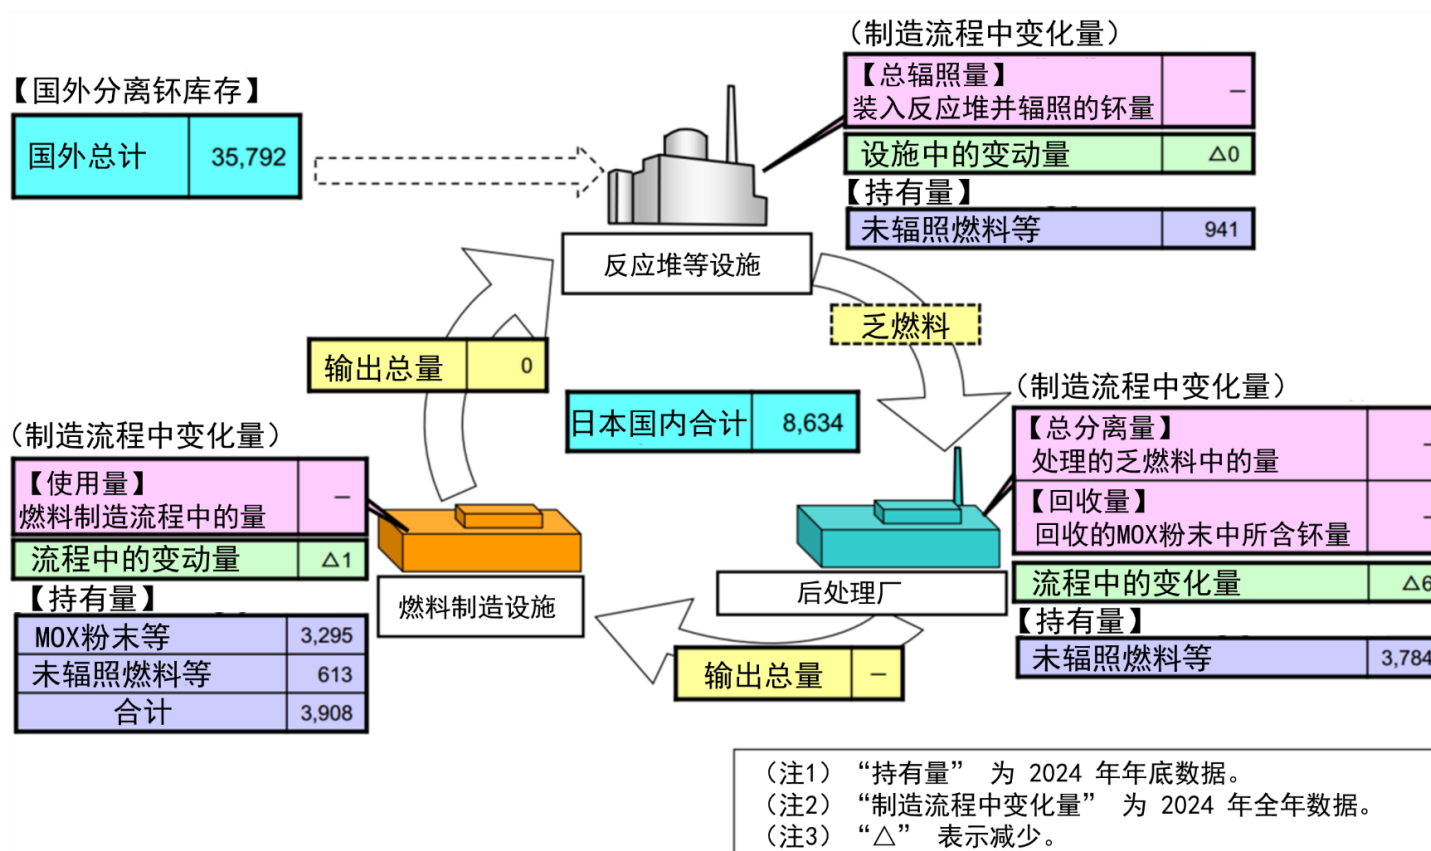 (制造流程中变化量)
【总辐照量】
装入反应堆并辐照的钚量 —
设施中的变动量 △0
【持有量】
未辐照燃料等 941
【国外分离钚库存】
国外总计 35,792
反应堆等设施
乏燃料
输出总量 0
日本国内合计 8,634
(制造流程中变化量)
【总分离量】
处理的乏燃料中的量
【回收量】
回收的MOX粉末中所含钚量
流程中的变化量 △6
【持有量】
未辐照燃料等 3,784
(制造流程中变化量)
【使用量】
燃料制造流程中的量 —
流程中的变动量 △1
【持有量】
MOX粉末等 3,295
未辐照燃料等 613
合计 3,908
燃料制造设施
后处理厂
输出总量 —
(注1) “持有量” 为 2024 年年底数据。
(注2) “制造流程中变化量” 为 2024 年全年数据。
(注3) “△” 表示减少。